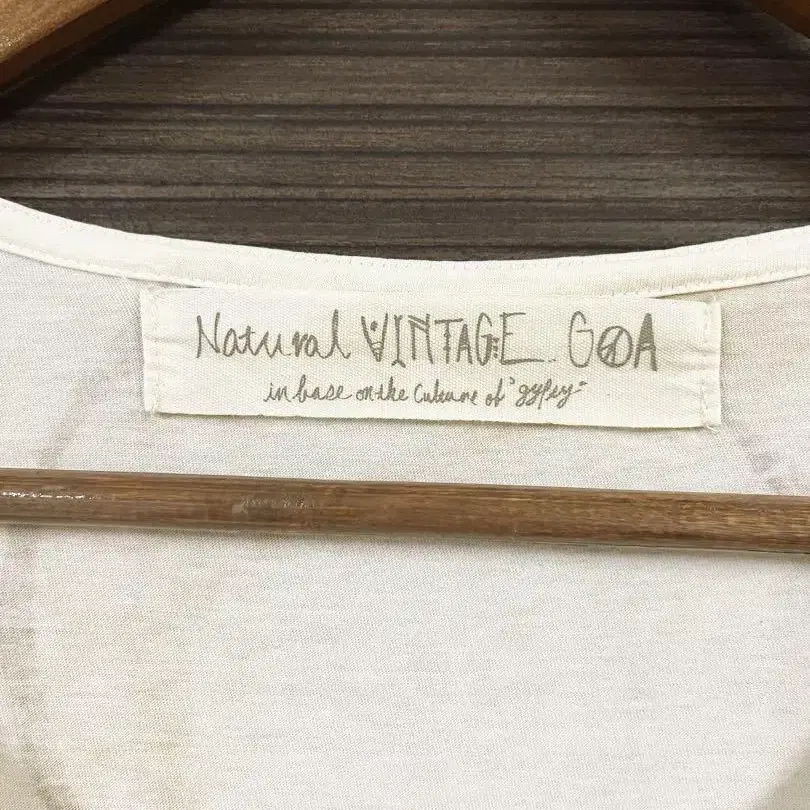 Natural VINTAGE.. GOA
in base on the Culture of "gypsy"